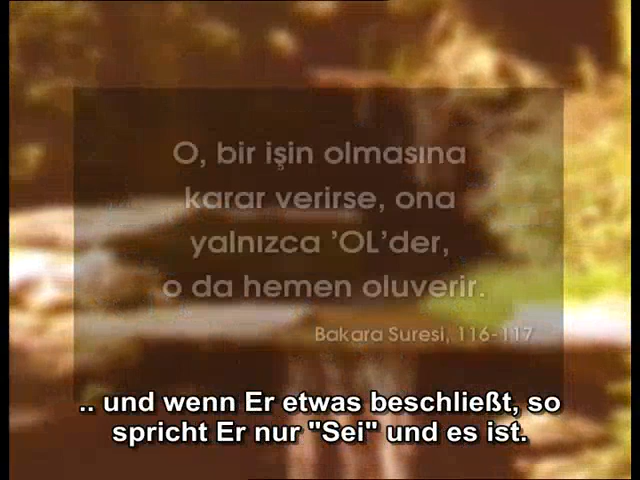 O, bir işin olmasına
karar verirse, ona
yalnızca ’OL’der,
o da hemen oluverir.
Bakara Suresi, 116-117
.. und wenn Er etwas beschließt, so
spricht Er nur "Sei" und es ist.